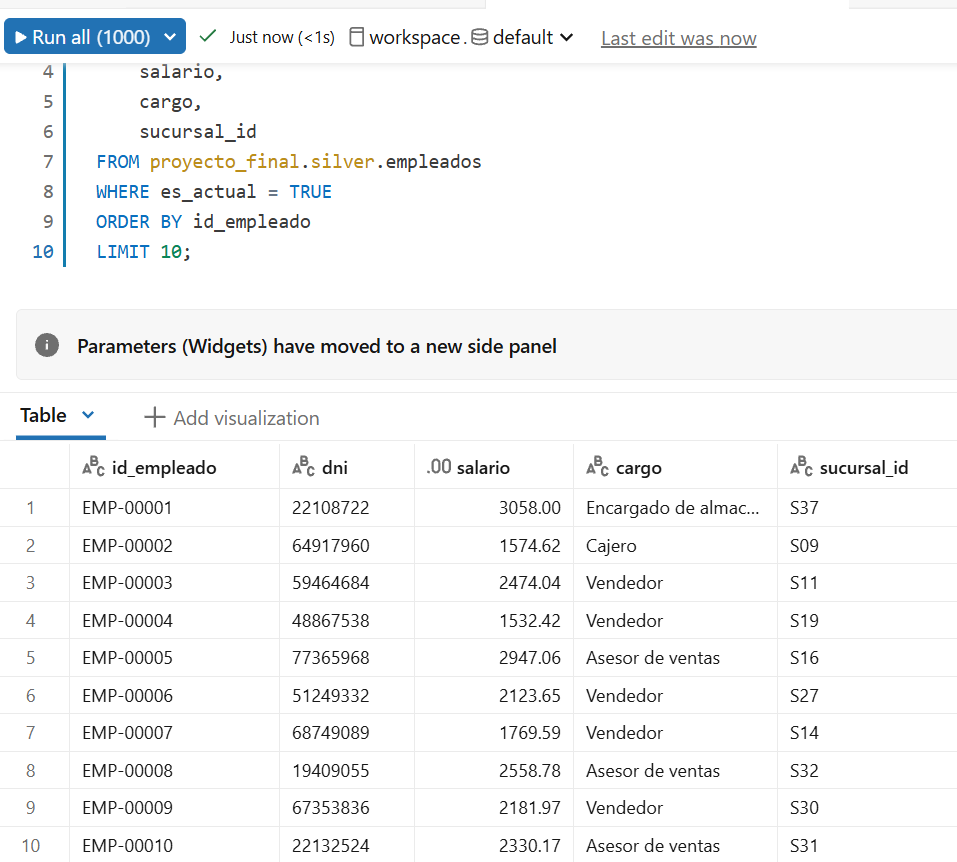 Run all (1000) Just now (<1s) workspace. default Last edit was now
4 salario,
5 cargo,
6 sucursal_id
7 FROM proyecto_final.silver.empleados
8 WHERE es_actual = TRUE
9 ORDER BY id_empleado
10 LIMIT 10;
Parameters (Widgets) have moved to a new side panel
Table Add visualization
ABC id_empleado ABC dni .00 salario ABC cargo ABC sucursal_id
1 EMP-00001 22108722 3058.00 Encargado de almac... S37
2 EMP-00002 64917960 1574.62 Cajero S09
3 EMP-00003 59464684 2474.04 Vendedor S11
4 EMP-00004 48867538 1532.42 Vendedor S19
5 EMP-00005 77365968 2947.06 Asesor de ventas S16
6 EMP-00006 51249332 2123.65 Vendedor S27
7 EMP-00007 68749089 1769.59 Vendedor S14
8 EMP-00008 19409055 2558.78 Asesor de ventas S32
9 EMP-00009 67353836 2181.97 Vendedor S30
10 EMP-00010 22132524 2330.17 Asesor de ventas S31